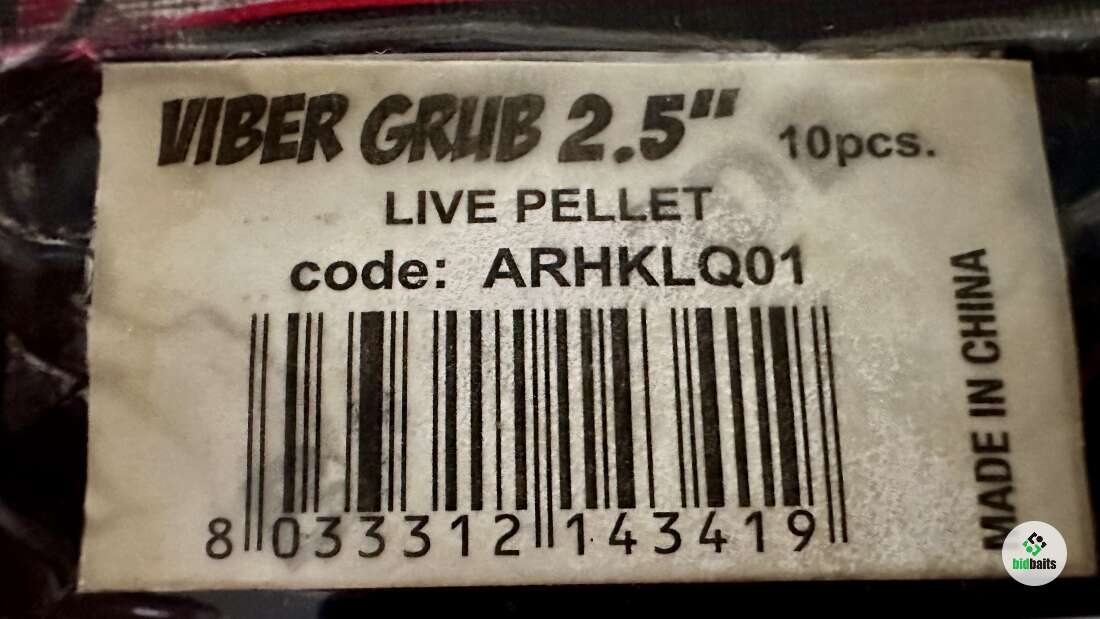 VIBER GRUB 2.5" 10pcs.
LIVE PELLET
code: ARHKLQ01
8 033312 143419
MADE IN CHINA
bidbaits